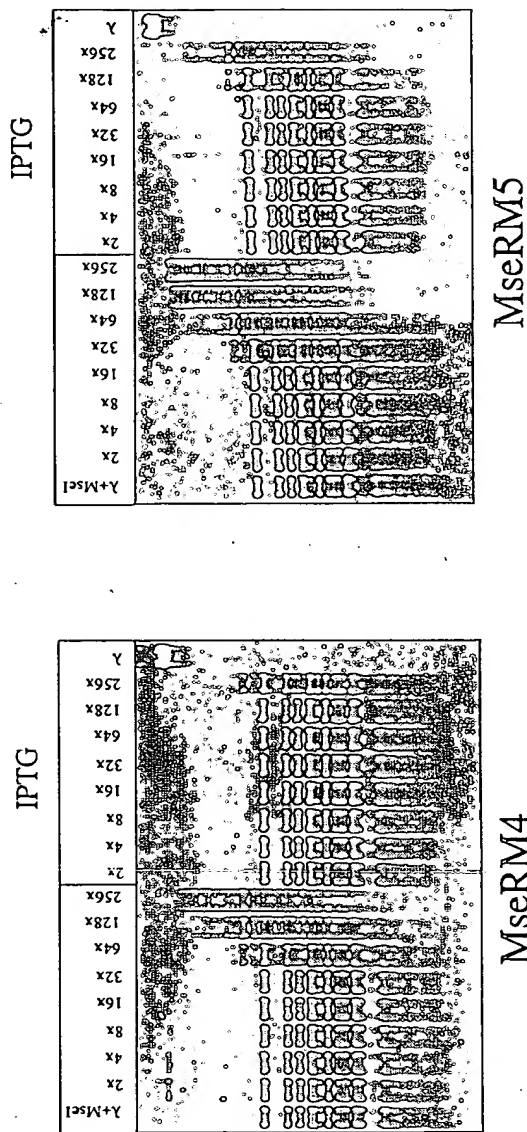 IPTG
λ+MseI 2x 4x 8x 16x 32x 64x 128x 256x 2x 4x 8x 16x 32x 64x 128x 256x λ
MseRM4
IPTG
λ+MseI 2x 4x 8x 16x 32x 64x 128x 256x 2x 4x 8x 16x 32x 64x 128x 256x λ
MseRM5